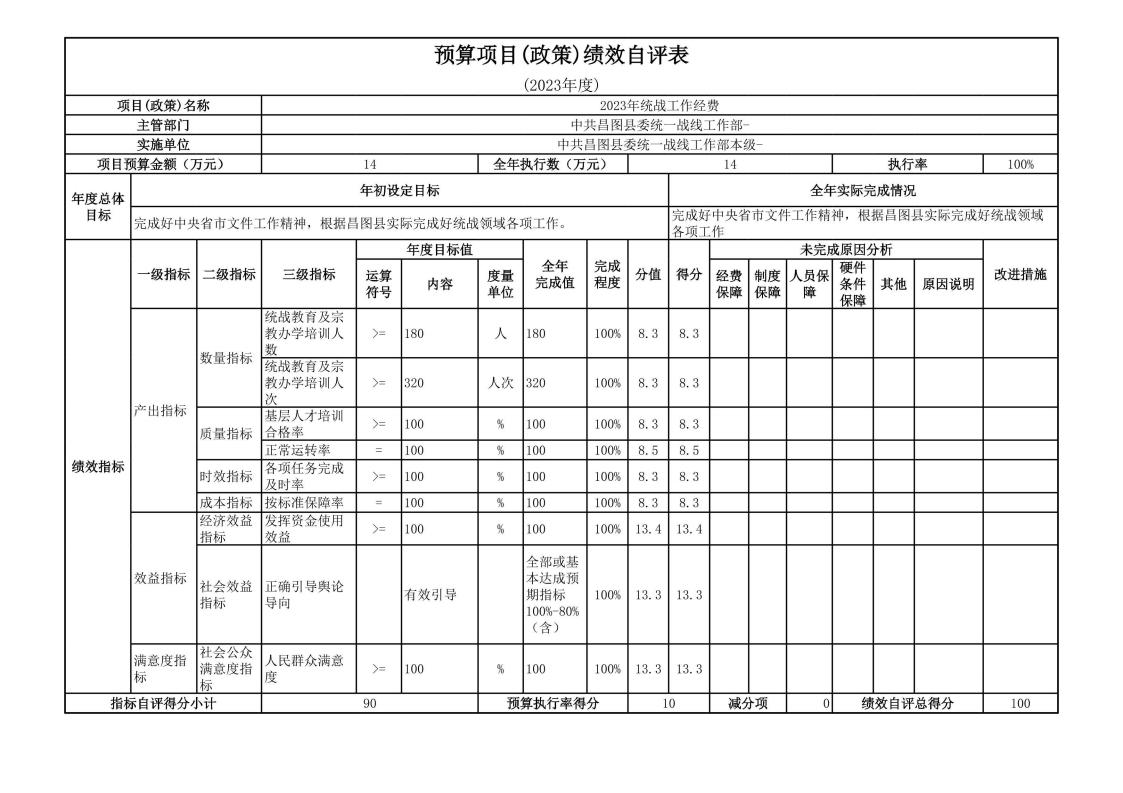 预算项目(政策)绩效自评表
(2023年度)
项目(政策)名称 2023年统战工作经费
主管部门 中共昌图县委统一战线工作部-
实施单位 中共昌图县委统一战线工作部本级-
项目预算金额（万元） 14 全年执行数（万元） 14 执行率 100%
年度总体
目标
年初设定目标 全年实际完成情况
完成好中央省市文件工作精神，根据昌图县实际完成好统战领域各项工作。
完成好中央省市文件工作精神，根据昌图县实际完成好统战领域
各项工作
绩效指标
一级指标 二级指标 三级指标
年度目标值
运算
符号
内容
度量
单位
全年
完成值
完成
程度
分值 得分
未完成原因分析
经费
保障
制度
保障
人员保
障
硬件
条件
保障
其他 原因说明
改进措施
产出指标
数量指标
统战教育及宗
教办学培训人
数
>= 180 人 180 100% 8.3 8.3
统战教育及宗
教办学培训人
次
>= 320 人次 320 100% 8.3 8.3
质量指标
基层人才培训
合格率
>= 100 % 100 100% 8.3 8.3
正常运转率 = 100 % 100 100% 8.5 8.5
时效指标
各项任务完成
及时率
>= 100 % 100 100% 8.3 8.3
成本指标 按标准保障率 = 100 % 100 100% 8.3 8.3
效益指标
经济效益
指标
发挥资金使用
效益
>= 100 % 100 100% 13.4 13.4
社会效益
指标
正确引导舆论
导向
有效引导
全部或基
本达成预
期指标
100%-80%
（含）
100% 13.3 13.3
满意度指
标
社会公众
满意度指
标
人民群众满意
度
>= 100 % 100 100% 13.3 13.3
指标自评得分小计 90 预算执行率得分 10 减分项 0 绩效自评总得分 100